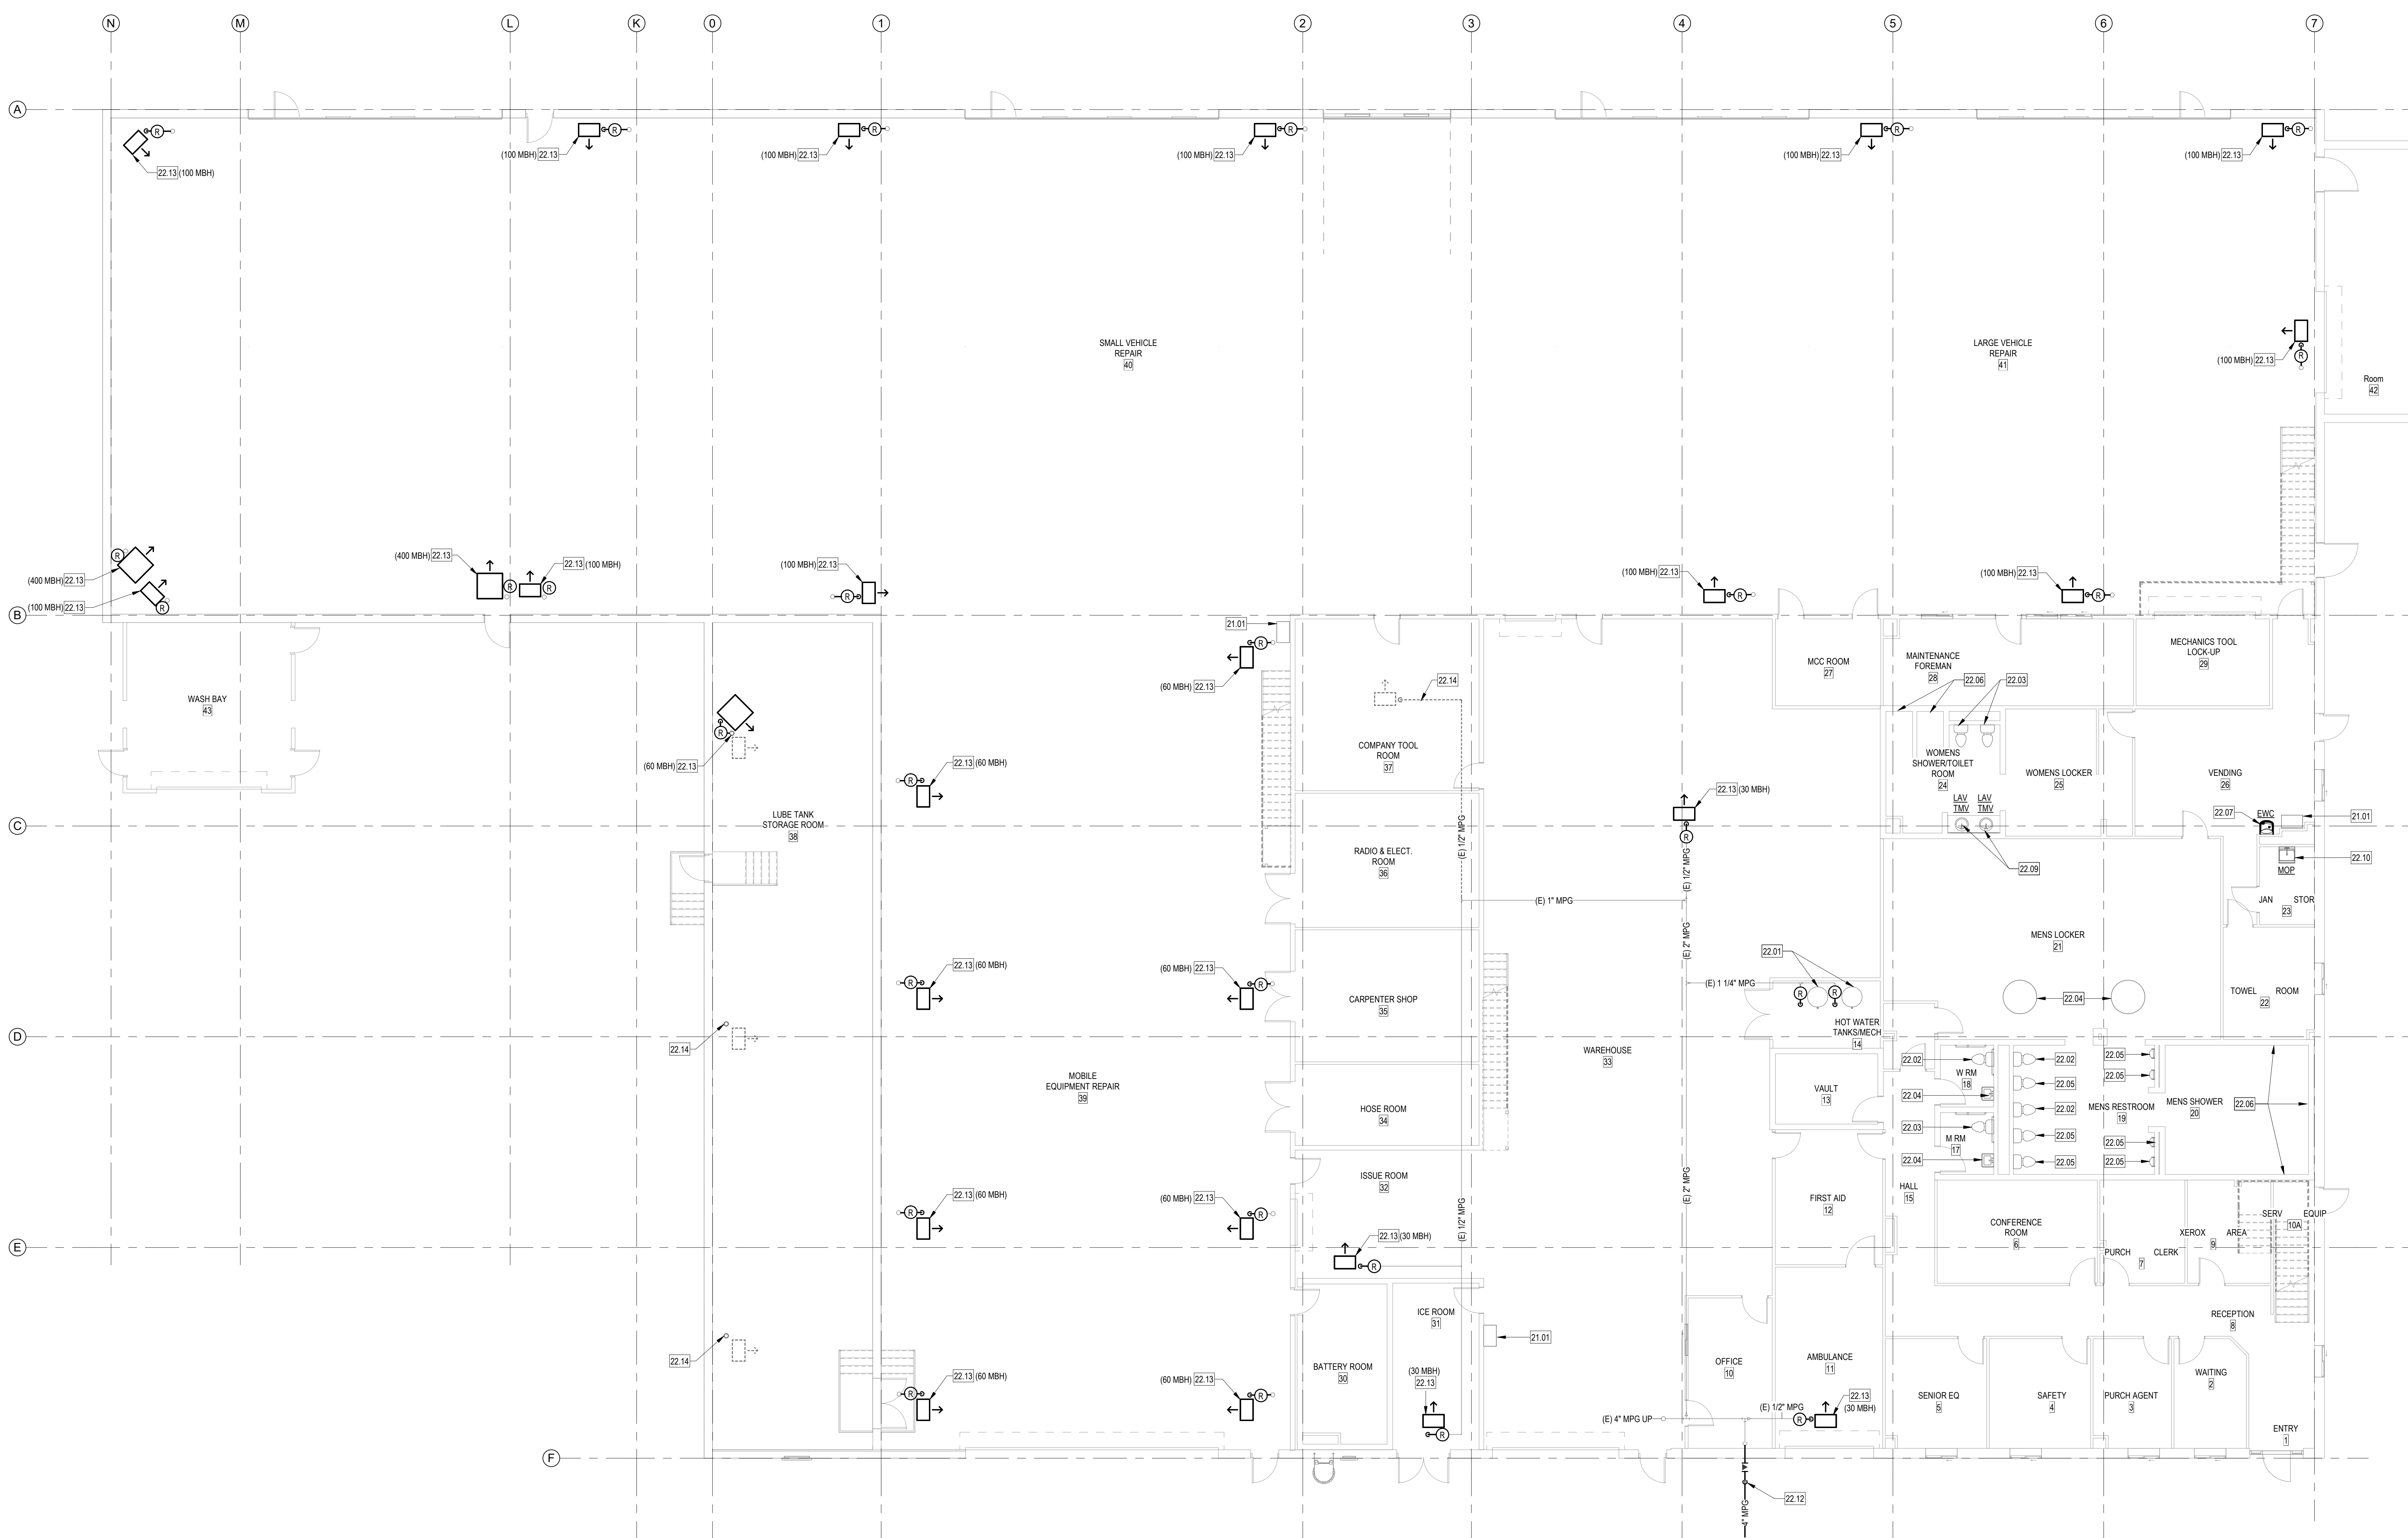 N
M
L
K
0
1
2
3
4
5
6
7
A
R
R
R
R
R
R
(100 MBH) 22.13
(100 MBH) 22.13
(100 MBH) 22.13
(100 MBH) 22.13
(100 MBH) 22.13
22.13 (100 MBH)
SMALL VEHICLE
REPAIR
40
LARGE VEHICLE
REPAIR
41
(100 MBH) 22.13
R
Room
42
R
(400 MBH) 22.13
(100 MBH) 22.13
R
(400 MBH) 22.13
R
22.13 (100 MBH)
R
(100 MBH) 22.13
R
(100 MBH) 22.13
R
(100 MBH) 22.13
R
B
21.01
R
(60 MBH) 22.13
WASH BAY
43
R
(60 MBH) 22.13
22.14
COMPANY TOOL
ROOM
37
MCC ROOM
27
MAINTENANCE
FOREMAN
28
22.06
22.03
MECHANICS TOOL
LOCK-UP
29
WOMENS
SHOWER/TOILET
ROOM
24
WOMENS LOCKER
25
VENDING
26
LAV
TMV
LAV
TMV
22.07
EWC
21.01
R
22.13 (60 MBH)
22.13 (30 MBH)
R
LUBE TANK
STORAGE ROOM
38
C
(E) 1/2" MPG
(E) 1/2" MPG
RADIO & ELECT.
ROOM
36
22.09
22.10
MOP
(E) 1" MPG
(E) 2" MPG
JAN
STOR
23
MENS LOCKER
21
22.01
R
22.13 (60 MBH)
(60 MBH) 22.13
R
(E) 1 1/4" MPG
R
R
CARPENTER SHOP
35
22.04
TOWEL
ROOM
22
HOT WATER
TANKS/MECH
14
D
22.14
MOBILE
EQUIPMENT REPAIR
39
WAREHOUSE
33
VAULT
13
HOSE ROOM
34
22.02
W RM
18
22.04
22.03
M RM
17
22.04
22.02
22.05
22.02
22.05
22.05
22.05
22.05
MENS RESTROOM
19
22.05
22.05
MENS SHOWER
20
22.06
ISSUE ROOM
32
R
22.13 (60 MBH)
(60 MBH) 22.13
R
(E) 1/2" MPG
(E) 2" MPG
FIRST AID
12
HALL
15
CONFERENCE
ROOM
6
PURCH
CLERK
7
XEROX
AREA
9
SERV
EQUIP
10A
E
22.13 (30 MBH)
R
ICE ROOM
31
RECEPTION
8
22.14
21.01
BATTERY ROOM
30
(30 MBH)
22.13
R
OFFICE
10
AMBULANCE
11
WAITING
2
R
22.13 (60 MBH)
(60 MBH) 22.13
R
SENIOR EQ
5
SAFETY
4
PURCH AGENT
3
(E) 4" MPG UP
(E) 1/2" MPG
R
22.13
(30 MBH)
ENTRY
1
F
22.12
4" MPG